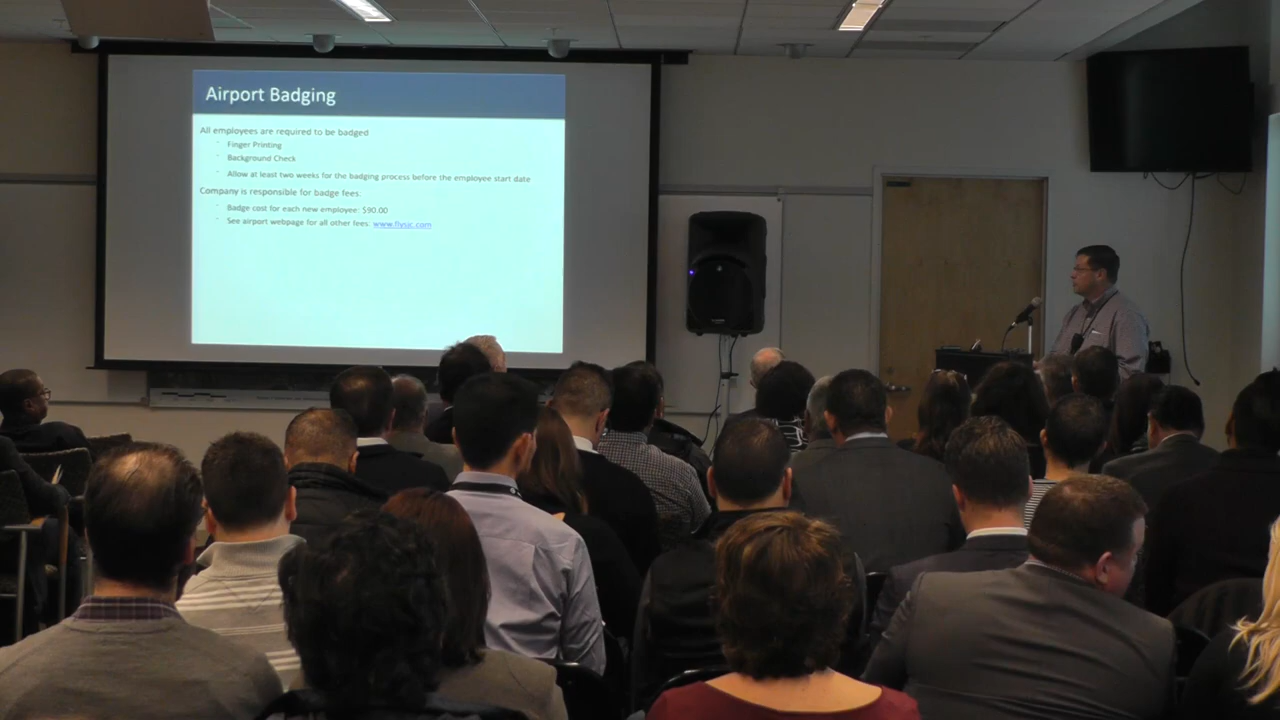 Airport Badging
All employees are required to be badged
- Finger Printing
- Background Check
- Allow at least two weeks for the badging process before the employee start date
Company is responsible for badge fees:
- Badge cost for each new employee: $90.00
- See airport webpage for all other fees: www.flysjc.com